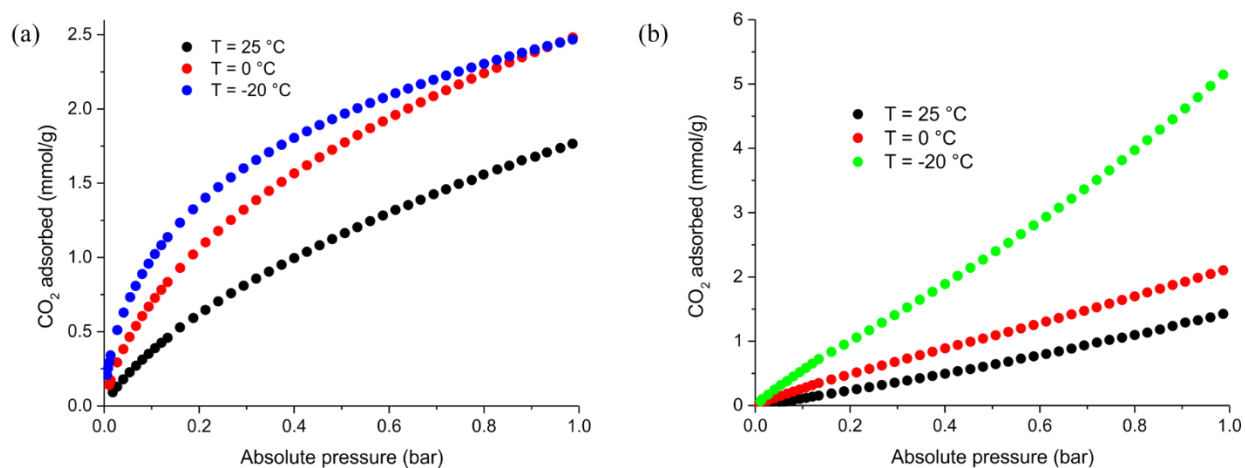 (a)
CO₂ adsorbed (mmol/g)
2.5
2.0
1.5
1.0
0.5
0.0
T = 25 °C
T = 0 °C
T = -20 °C
0.0 0.2 0.4 0.6 0.8 1.0
Absolute pressure (bar)
(b)
CO₂ adsorbed (mmol/g)
6
5
4
3
2
1
0
T = 25 °C
T = 0 °C
T = -20 °C
0.0 0.2 0.4 0.6 0.8 1.0
Absolute pressure (bar)